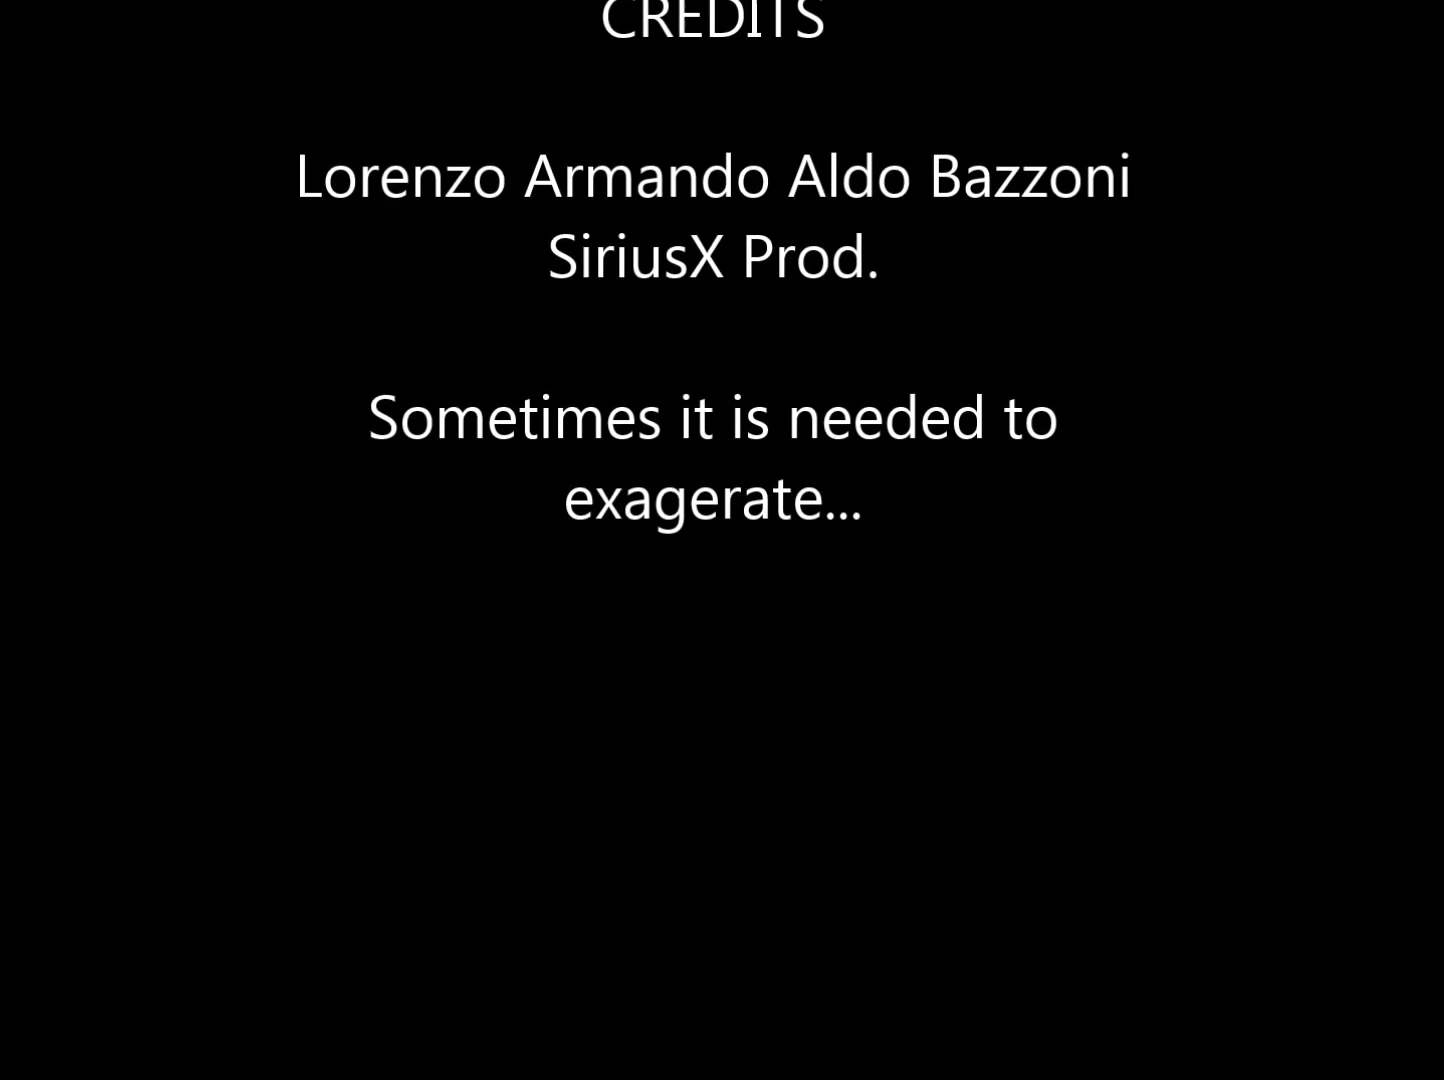 CREDITS
Lorenzo Armando Aldo Bazzoni
SiriusX Prod.
Sometimes it is needed to
exagerate...